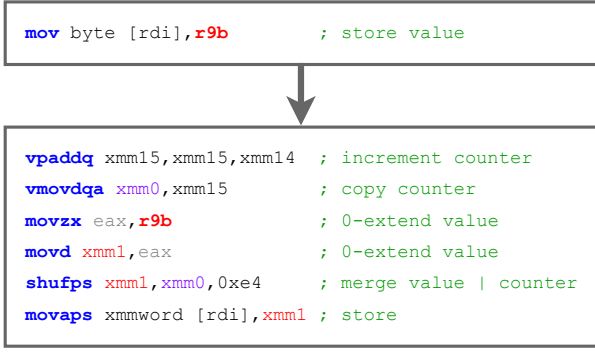 mov byte [rdi],r9b ; store value
vpaddq xmm15,xmm15,xmm14 ; increment counter
vmovdqa xmm0,xmm15 ; copy counter
movzx eax,r9b ; 0-extend value
movd xmm1,eax ; 0-extend value
shufps xmm1,xmm0,0xe4 ; merge value | counter
movaps xmmword [rdi],xmm1 ; store